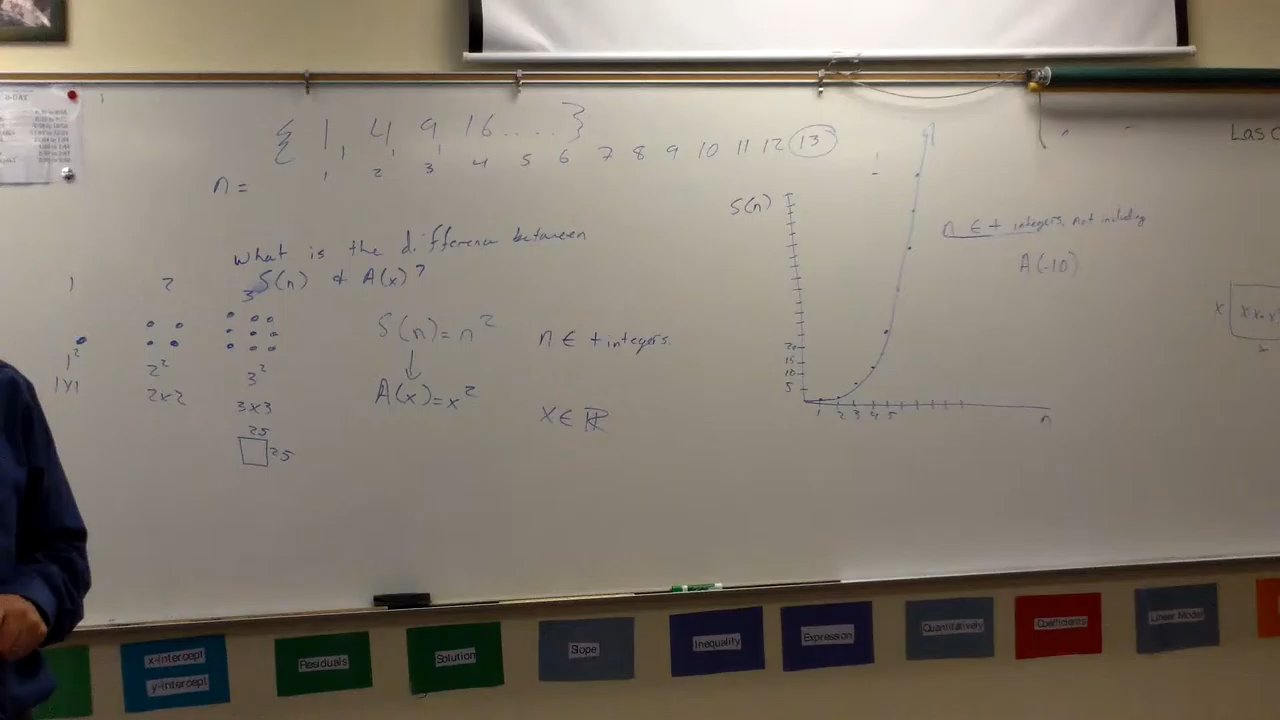 { 1, 4 9 16 .... }
n = 1 2 3 4 5 6 7 8 9 10 11 12 13
What is the difference between
S(n) & A(x)?
1 2 3
1² 2² 3²
1x1 2x2 3x3
25
25
S(n) = n² n ∈ + integers.
A(x) = x² x ∈ ℝ
S(n)
20
15
10
5
1 2 3 4 5
n
n ∈ + integers, not including
A(-10)
x
Las
x-intercept
y-intercept
Residuals
Solution
Slope
Inequality
Expression
Quantitatively
Coefficients
Linear Model